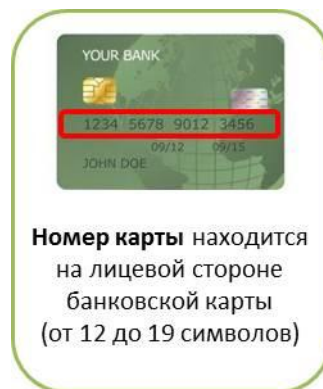 YOUR BANK
1234 5678 9012 3456
09/12 09/15
JOHN DOE
Номер карты находится
на лицевой стороне
банковской карты
(от 12 до 19 символов)